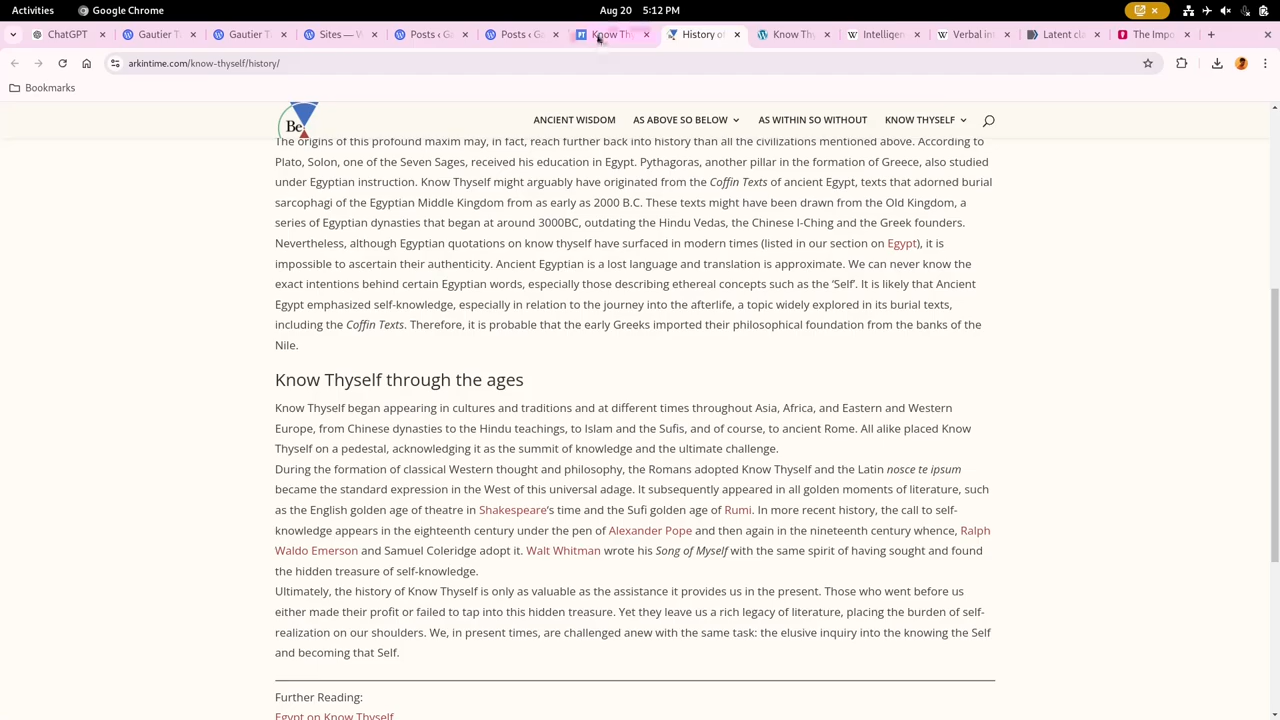 Activities
Google Chrome
Aug 20 5:12 PM
ChatGPT
Gautier T
Gautier T
Sites —
Posts ‹ Ga
Posts ‹ Ga
Know Th
History of
Know Thy
Intelligen
Verbal in
Latent cla
The Impo
arkintime.com/know-thyself/history/
Bookmarks
Be
ANCIENT WISDOM
AS ABOVE SO BELOW
AS WITHIN SO WITHOUT
KNOW THYSELF
The origins of this profound maxim may, in fact, reach further back into history than all the civilizations mentioned above. According to
Plato, Solon, one of the Seven Sages, received his education in Egypt. Pythagoras, another pillar in the formation of Greece, also studied
under Egyptian instruction. Know Thyself might arguably have originated from the Coffin Texts of ancient Egypt, texts that adorned burial
sarcophagi of the Egyptian Middle Kingdom from as early as 2000 B.C. These texts might have been drawn from the Old Kingdom, a
series of Egyptian dynasties that began at around 3000BC, outdating the Hindu Vedas, the Chinese I-Ching and the Greek founders.
Nevertheless, although Egyptian quotations on know thyself have surfaced in modern times (listed in our section on Egypt), it is
impossible to ascertain their authenticity. Ancient Egyptian is a lost language and translation is approximate. We can never know the
exact intentions behind certain Egyptian words, especially those describing ethereal concepts such as the ‘Self’. It is likely that Ancient
Egypt emphasized self-knowledge, especially in relation to the journey into the afterlife, a topic widely explored in its burial texts,
including the Coffin Texts. Therefore, it is probable that the early Greeks imported their philosophical foundation from the banks of the
Nile.
Know Thyself through the ages
Know Thyself began appearing in cultures and traditions and at different times throughout Asia, Africa, and Eastern and Western
Europe, from Chinese dynasties to the Hindu teachings, to Islam and the Sufis, and of course, to ancient Rome. All alike placed Know
Thyself on a pedestal, acknowledging it as the summit of knowledge and the ultimate challenge.
During the formation of classical Western thought and philosophy, the Romans adopted Know Thyself and the Latin nosce te ipsum
became the standard expression in the West of this universal adage. It subsequently appeared in all golden moments of literature, such
as the English golden age of theatre in Shakespeare's time and the Sufi golden age of Rumi. In more recent history, the call to self-
knowledge appears in the eighteenth century under the pen of Alexander Pope and then again in the nineteenth century whence, Ralph
Waldo Emerson and Samuel Coleridge adopt it. Walt Whitman wrote his Song of Myself with the same spirit of having sought and found
the hidden treasure of self-knowledge.
Ultimately, the history of Know Thyself is only as valuable as the assistance it provides us in the present. Those who went before us
either made their profit or failed to tap into this hidden treasure. Yet they leave us a rich legacy of literature, placing the burden of self-
realization on our shoulders. We, in present times, are challenged anew with the same task: the elusive inquiry into the knowing the Self
and becoming that Self.
Further Reading:
Egypt on Know Thyself